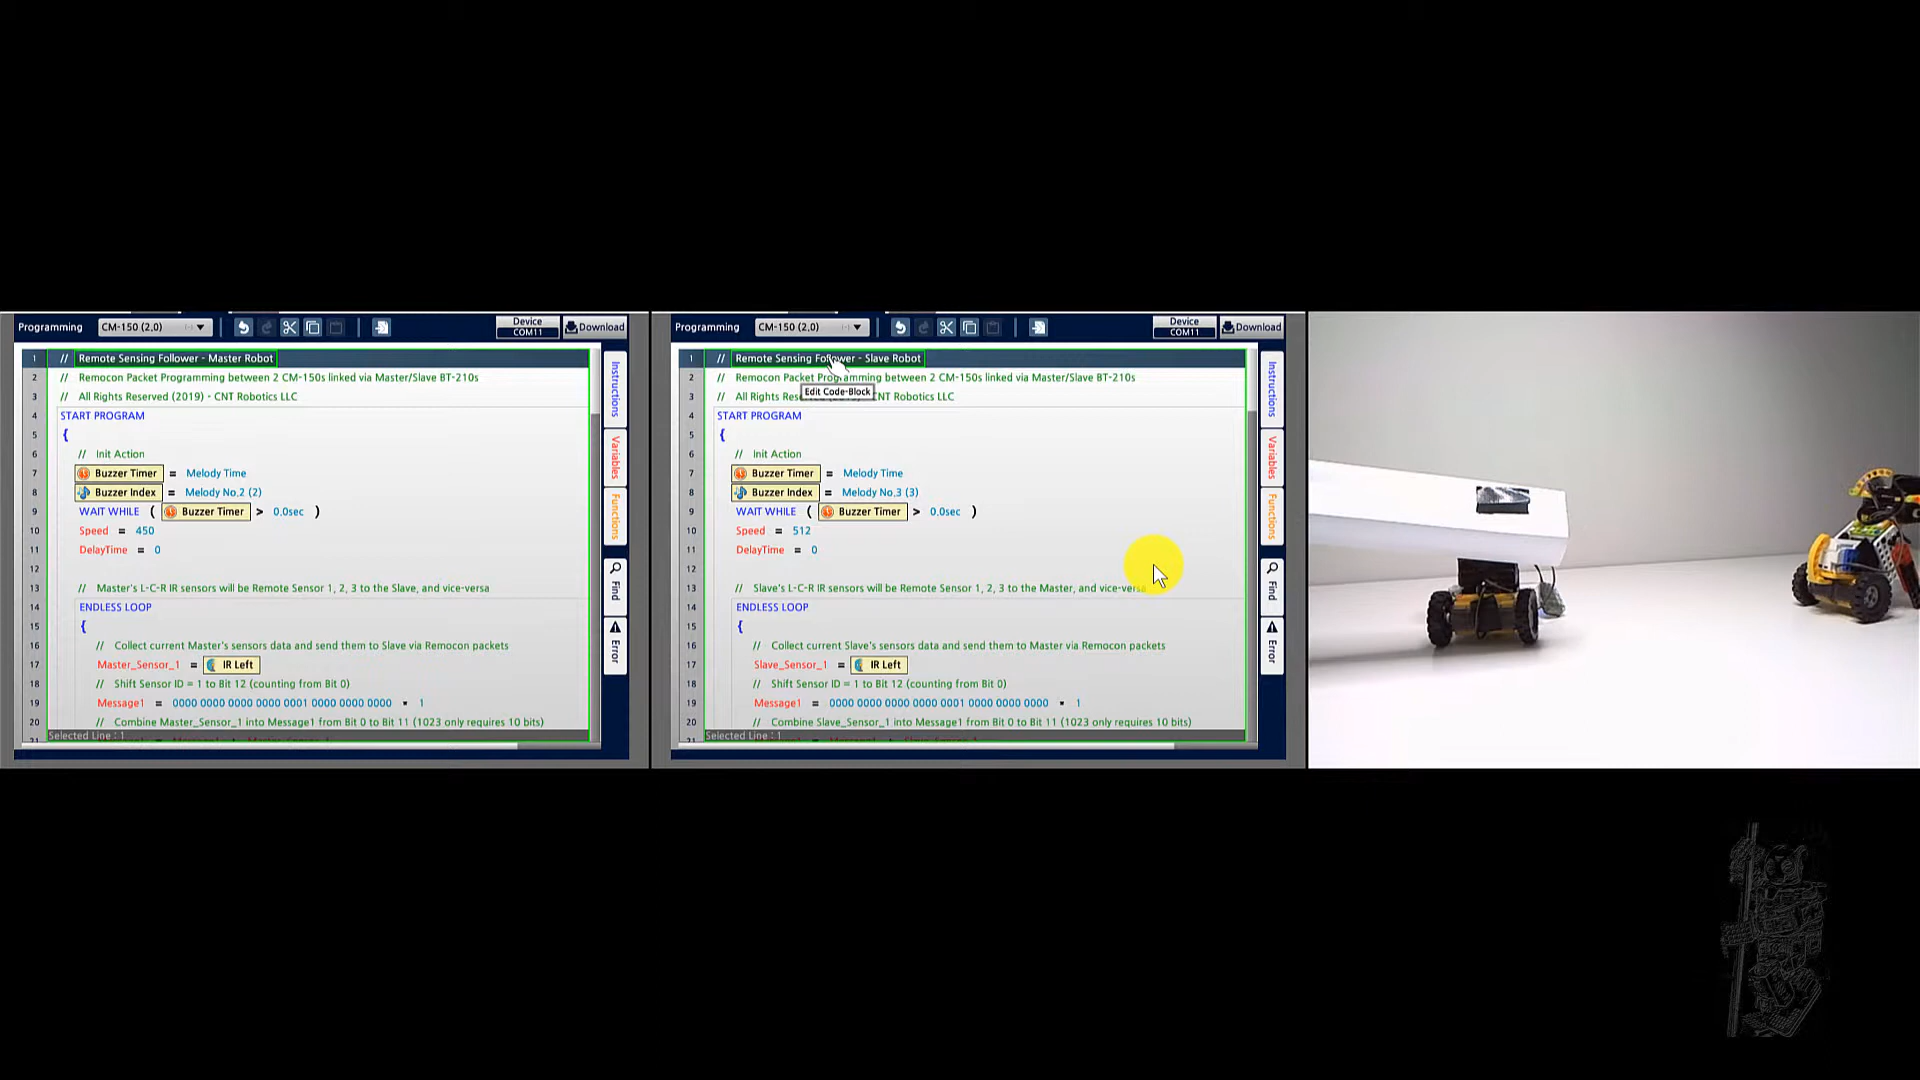 Programming CM-150 (2,0) Device COM11 Download
1 // Remote Sensing Follower - Master Robot
2 // Remocon Packet Programming between 2 CM-150s linked via Master/Slave BT-210s
3 // All Rights Reserved (2019) - CNT Robotics LLC
4 START PROGRAM
5 {
6 // Init Action
7 Buzzer Timer = Melody Time
8 Buzzer Index = Melody No.2 (2)
9 WAIT WHILE ( Buzzer Timer > 0.0sec )
10 Speed = 450
11 DelayTime = 0
12
13 // Master's L-C-R IR sensors will be Remote Sensor 1, 2, 3 to the Slave, and vice-versa
14 ENDLESS LOOP
15 {
16 // Collect current Master's sensors data and send them to Slave via Remocon packets
17 Master_Sensor_1 = IR Left
18 // Shift Sensor ID = 1 to Bit 12 (counting from Bit 0)
19 Message1 = 0000 0000 0000 0000 0001 0000 0000 0000 * 1
20 // Combine Master_Sensor_1 into Message1 from Bit 0 to Bit 11 (1023 only requires 10 bits)
Selected Line : 1
Instructions
Variables
Functions
Find
Error
Programming CM-150 (2,0) Device COM11 Download
1 // Remote Sensing Follower - Slave Robot
2 // Remocon Packet Programming between 2 CM-150s linked via Master/Slave BT-210s
Edit Code-Block
3 // All Rights CNT Robotics LLC
4 START PROGRAM
5 {
6 // Init Action
7 Buzzer Timer = Melody Time
8 Buzzer Index = Melody No.3 (3)
9 WAIT WHILE ( Buzzer Timer > 0.0sec )
10 Speed = 512
11 DelayTime = 0
12
13 // Slave's L-C-R IR sensors will be Remote Sensor 1, 2, 3 to the Master, and vice-versa
14 ENDLESS LOOP
15 {
16 // Collect current Slave's sensors data and send them to Master via Remocon packets
17 Slave_Sensor_1 = IR Left
18 // Shift Sensor ID = 1 to Bit 12 (counting from Bit 0)
19 Message1 = 0000 0000 0000 0000 0001 0000 0000 0000 * 1
20 // Combine Slave_Sensor_1 into Message1 from Bit 0 to Bit 11 (1023 only requires 10 bits)
Selected Line : 1
Instructions
Variables
Functions
Find
Error